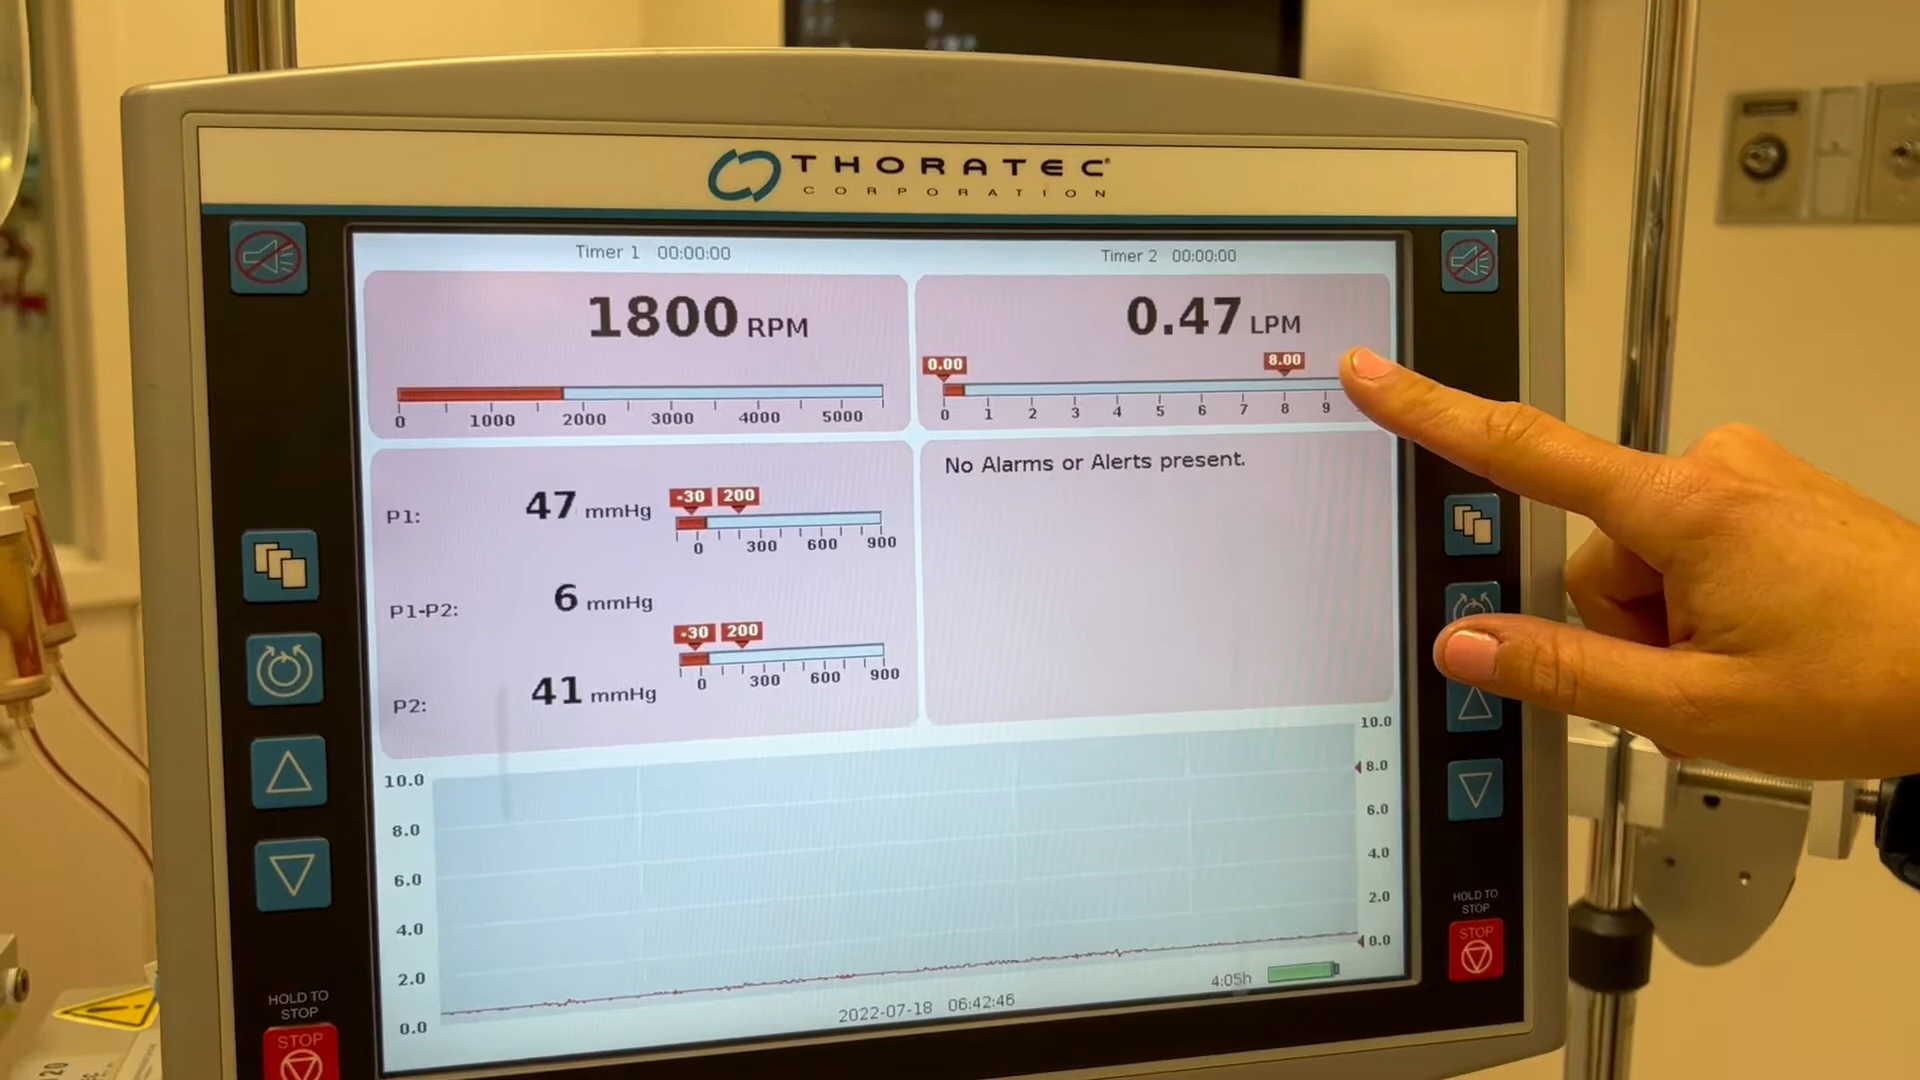 THORATEC®
CORPORATION
Timer 1 00:00:00
Timer 2 00:00:00
1800 RPM
0 1000 2000 3000 4000 5000
0.47 LPM
0.00 8.00
0 1 2 3 4 5 6 7 8 9
P1: 47 mmHg
-30 200
0 300 600 900
P1-P2: 6 mmHg
P2: 41 mmHg
-30 200
0 300 600 900
No Alarms or Alerts present.
10.0
8.0
6.0
4.0
2.0
0.0
10.0
8.0
6.0
4.0
2.0
0.0
4:05h
2022-07-18 06:42:46
HOLD TO
STOP
STOP
HOLD TO
STOP
STOP
20